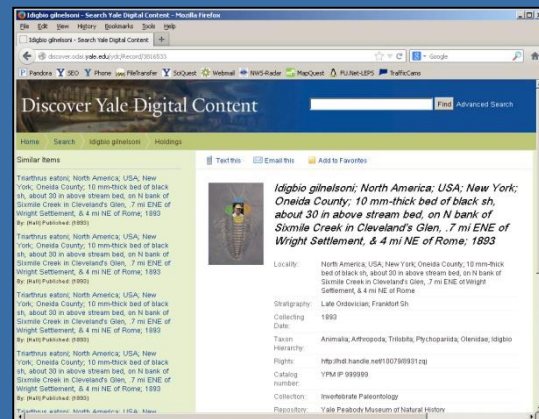 Idigbio gilnelsoni - Search Yale Digital Content - Mozilla Firefox
File Edit View History Bookmarks Tools Help
Idigbio gilnelsoni - Search Yale Digital Content +
discover.odai.yale.edu/ydc/Record/3016833
Google
Pandora SEO Phone FileTransfer SciQuest Webmail NWS-Radar MapQuest FLNet-LEPS TrafficCams
Discover Yale Digital Content
Find Advanced Search
Home Search Idigbio gilnelsoni Holdings
Similar Items
Text this Email this Add to Favorites
Triarthrus eatoni; North America; USA; New
York; Oneida County; 10 mm-thick bed of black
sh, about 30 in above stream bed, on N bank of
Sixmile Creek in Cleveland's Glen, .7 mi ENE of
Wright Settlement, & 4 mi NE of Rome; 1893
By: (Hall) Published: (1893)
Triarthrus eatoni; North America; USA; New
York; Oneida County; 10 mm-thick bed of black
sh, about 30 in above stream bed, on N bank of
Sixmile Creek in Cleveland's Glen, .7 mi ENE of
Wright Settlement, & 4 mi NE of Rome; 1893
By: (Hall) Published: (1893)
Triarthrus eatoni; North America; USA; New
York; Oneida County; 10 mm-thick bed of black
sh, about 30 in above stream bed, on N bank of
Sixmile Creek in Cleveland's Glen, .7 mi ENE of
Wright Settlement, & 4 mi NE of Rome; 1893
By: (Hall) Published: (1893)
Triarthrus eatoni; North America; USA; New
York; Oneida County; 10 mm-thick bed of black
sh, about 30 in above stream bed, on N bank of
Sixmile Creek in Cleveland's Glen, .7 mi ENE of
Wright Settlement, & 4 mi NE of Rome; 1893
By: (Hall) Published: (1893)
Triarthrus eatoni; North America; USA; New
Idigbio gilnelsoni; North America; USA; New York;
Oneida County; 10 mm-thick bed of black sh,
about 30 in above stream bed, on N bank of
Sixmile Creek in Cleveland's Glen, .7 mi ENE of
Wright Settlement, & 4 mi NE of Rome; 1893
Locality: North America; USA; New York; Oneida County; 10 mm-thick
bed of black sh, about 30 in above stream bed, on N bank of
Sixmile Creek in Cleveland's Glen, .7 mi ENE of Wright
Settlement, & 4 mi NE of Rome
Stratigraphy: Late Ordovician; Frankfort Sh
Collecting Date: 1893
Taxon Hierarchy: Animalia; Arthropoda; Trilobita; Ptychopariida; Olenidae; Idigbio
Rights: http://hdl.handle.net/10079/8931zqj
Catalog number: YPM IP 999999
Collection: Invertebrate Paleontology
Repository: Yale Peabody Museum of Natural History